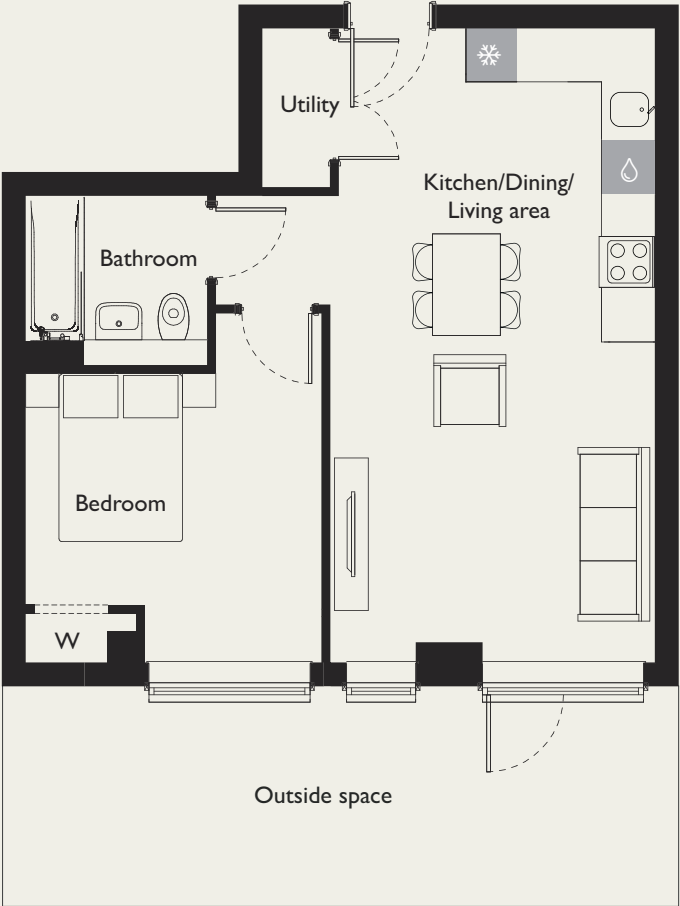 Utility
Kitchen/Dining/
Living area
Bathroom
Bedroom
W
Outside space